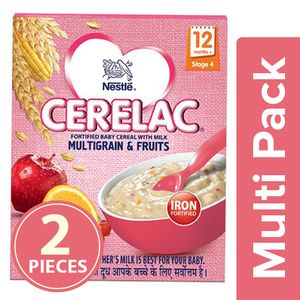 Nestlé
12
months +
Stage 4
CERELAC
FORTIFIED BABY CEREAL WITH MILK
MULTIGRAIN & FRUITS
IRON
FORTIFIED
2
PIECES
HER'S MILK IS BEST FOR YOUR BABY.
दूध आपके बच्चे के लिए सर्वोत्तम है।
Multi Pack